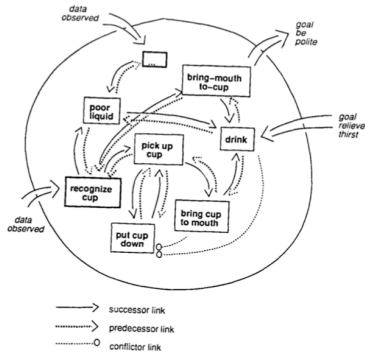 data
observed
goal
be
polite
...
bring-mouth
to-cup
poor
liquid
drink
goal
relieve
thirst
pick up
cup
recognize
cup
bring cup
to mouth
put cup
down
data
observed
successor link
predecessor link
conflictor link